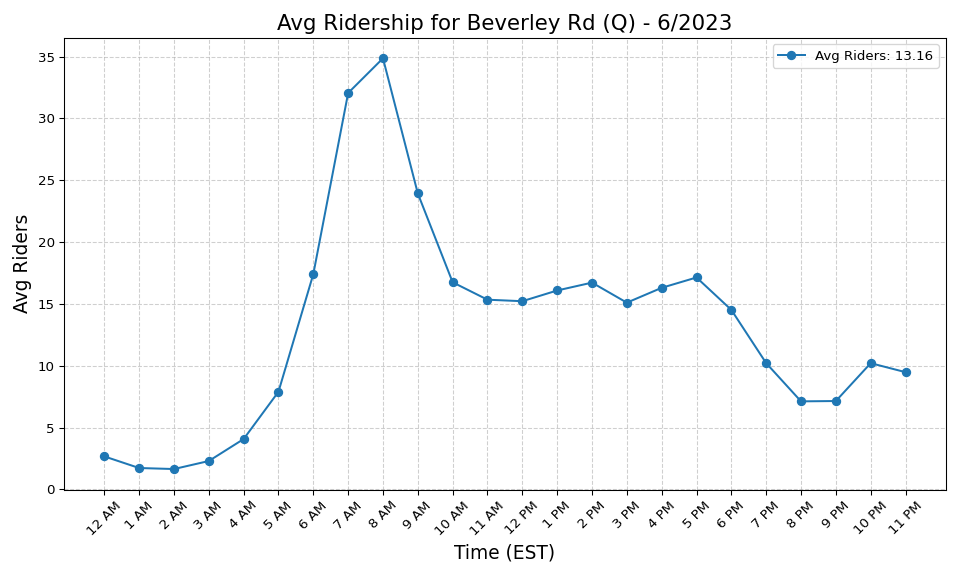 Avg Ridership for Beverley Rd (Q) - 6/2023
Avg Riders: 13.16
Avg Riders
35
30
25
20
15
10
5
0
12 AM
1 AM
2 AM
3 AM
4 AM
5 AM
6 AM
7 AM
8 AM
9 AM
10 AM
11 AM
12 PM
1 PM
2 PM
3 PM
4 PM
5 PM
6 PM
7 PM
8 PM
9 PM
10 PM
11 PM
Time (EST)